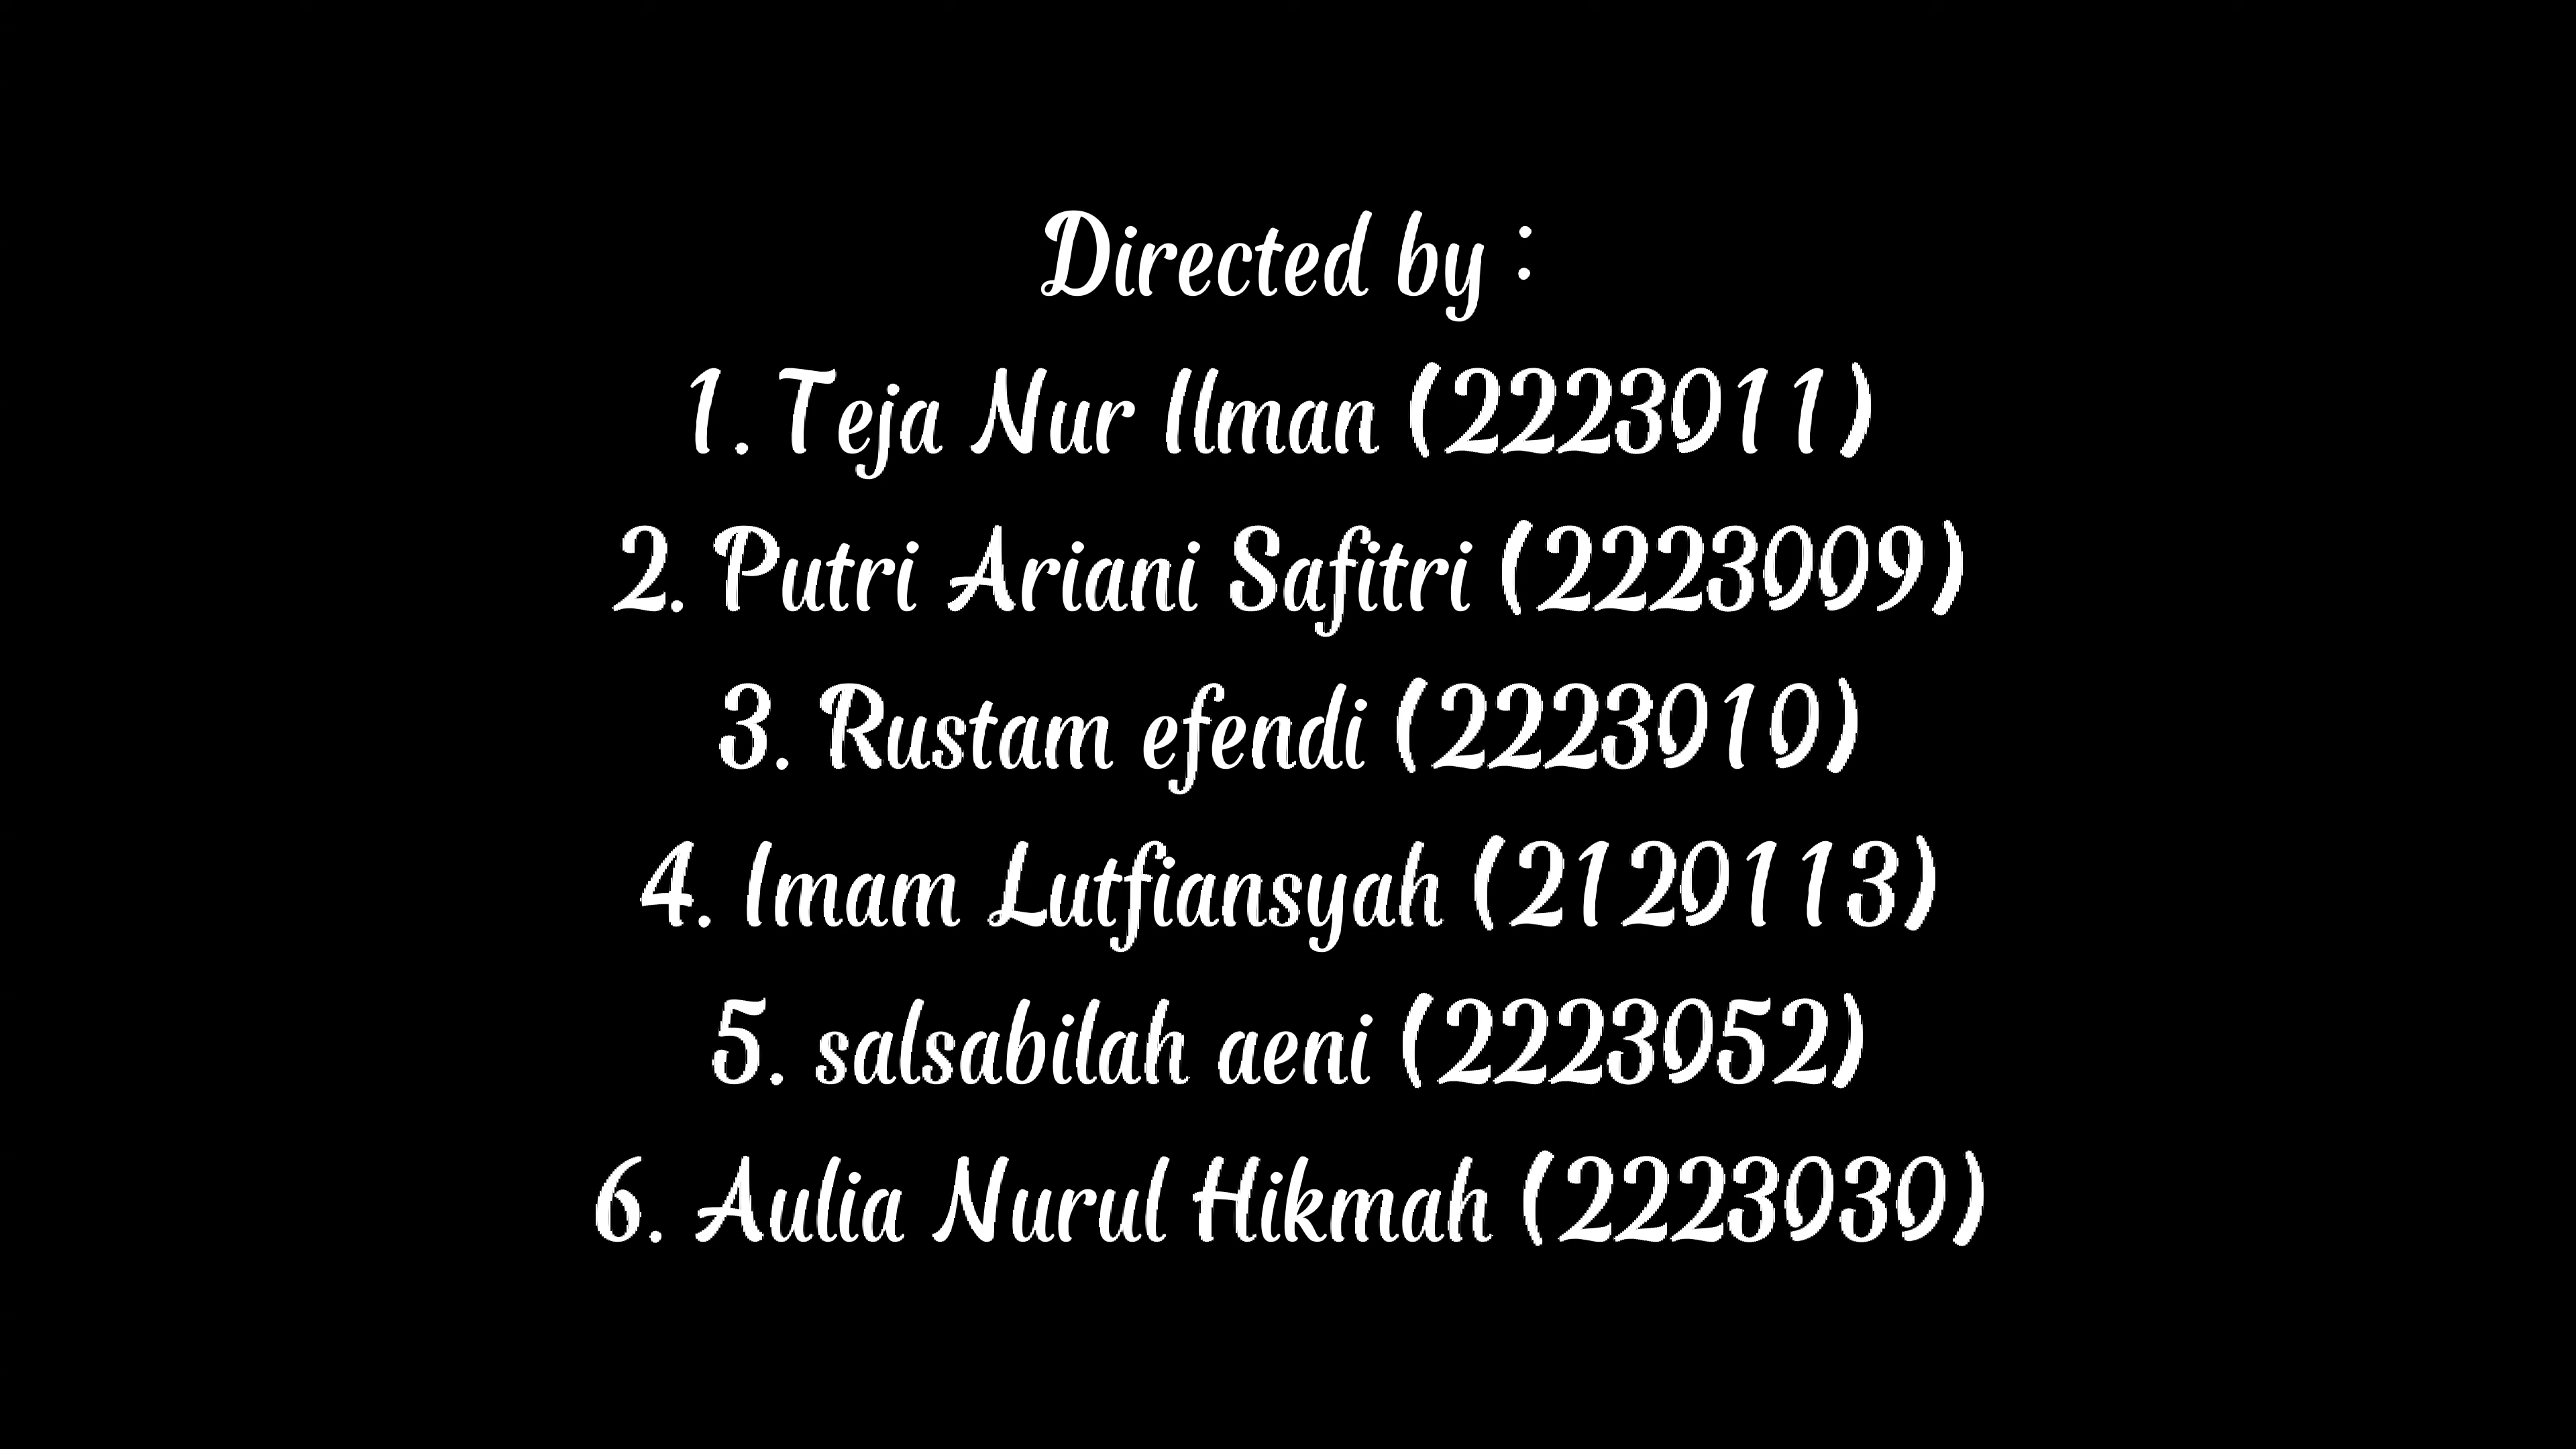 Directed by :
1. Teja Nur Ilman (2223011)
2. Putri Ariani Safitri (2223009)
3. Rustam efendi (2223010)
4. Imam Lutfiansyah (2120113)
5. salsabilah aeni (2223052)
6. Aulia Nurul Hikmah (2223030)